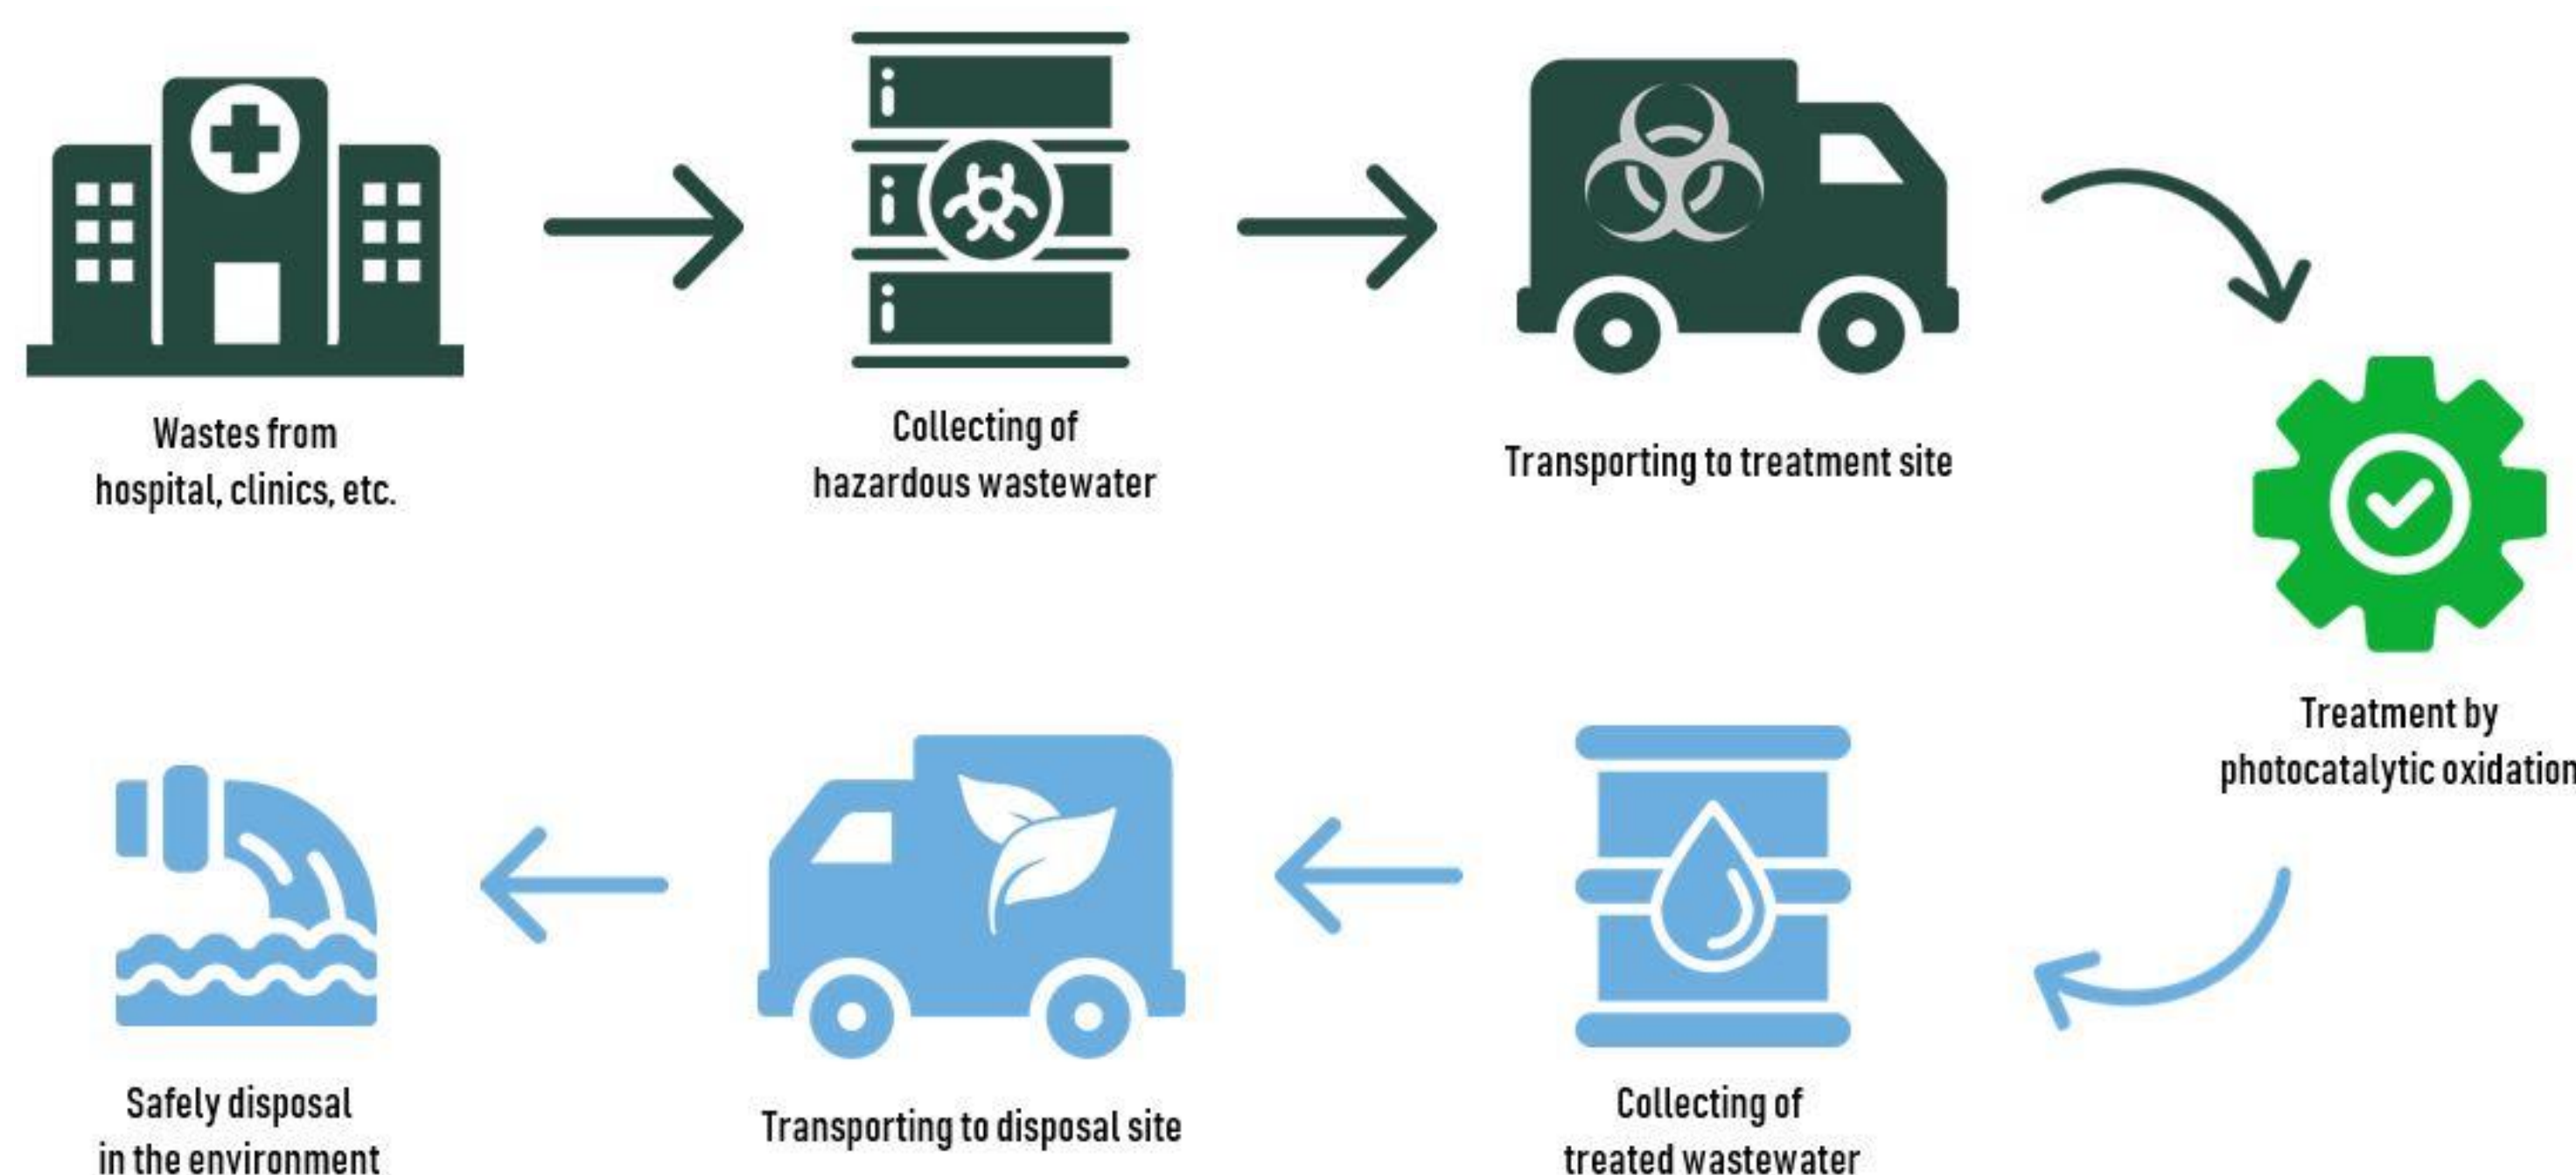 Wastes from
hospital, clinics, etc.
Collecting of
hazardous wastewater
Transporting to treatment site
Treatment by
photocatalytic oxidation
Collecting of
treated wastewater
Transporting to disposal site
Safely disposal
in the environment